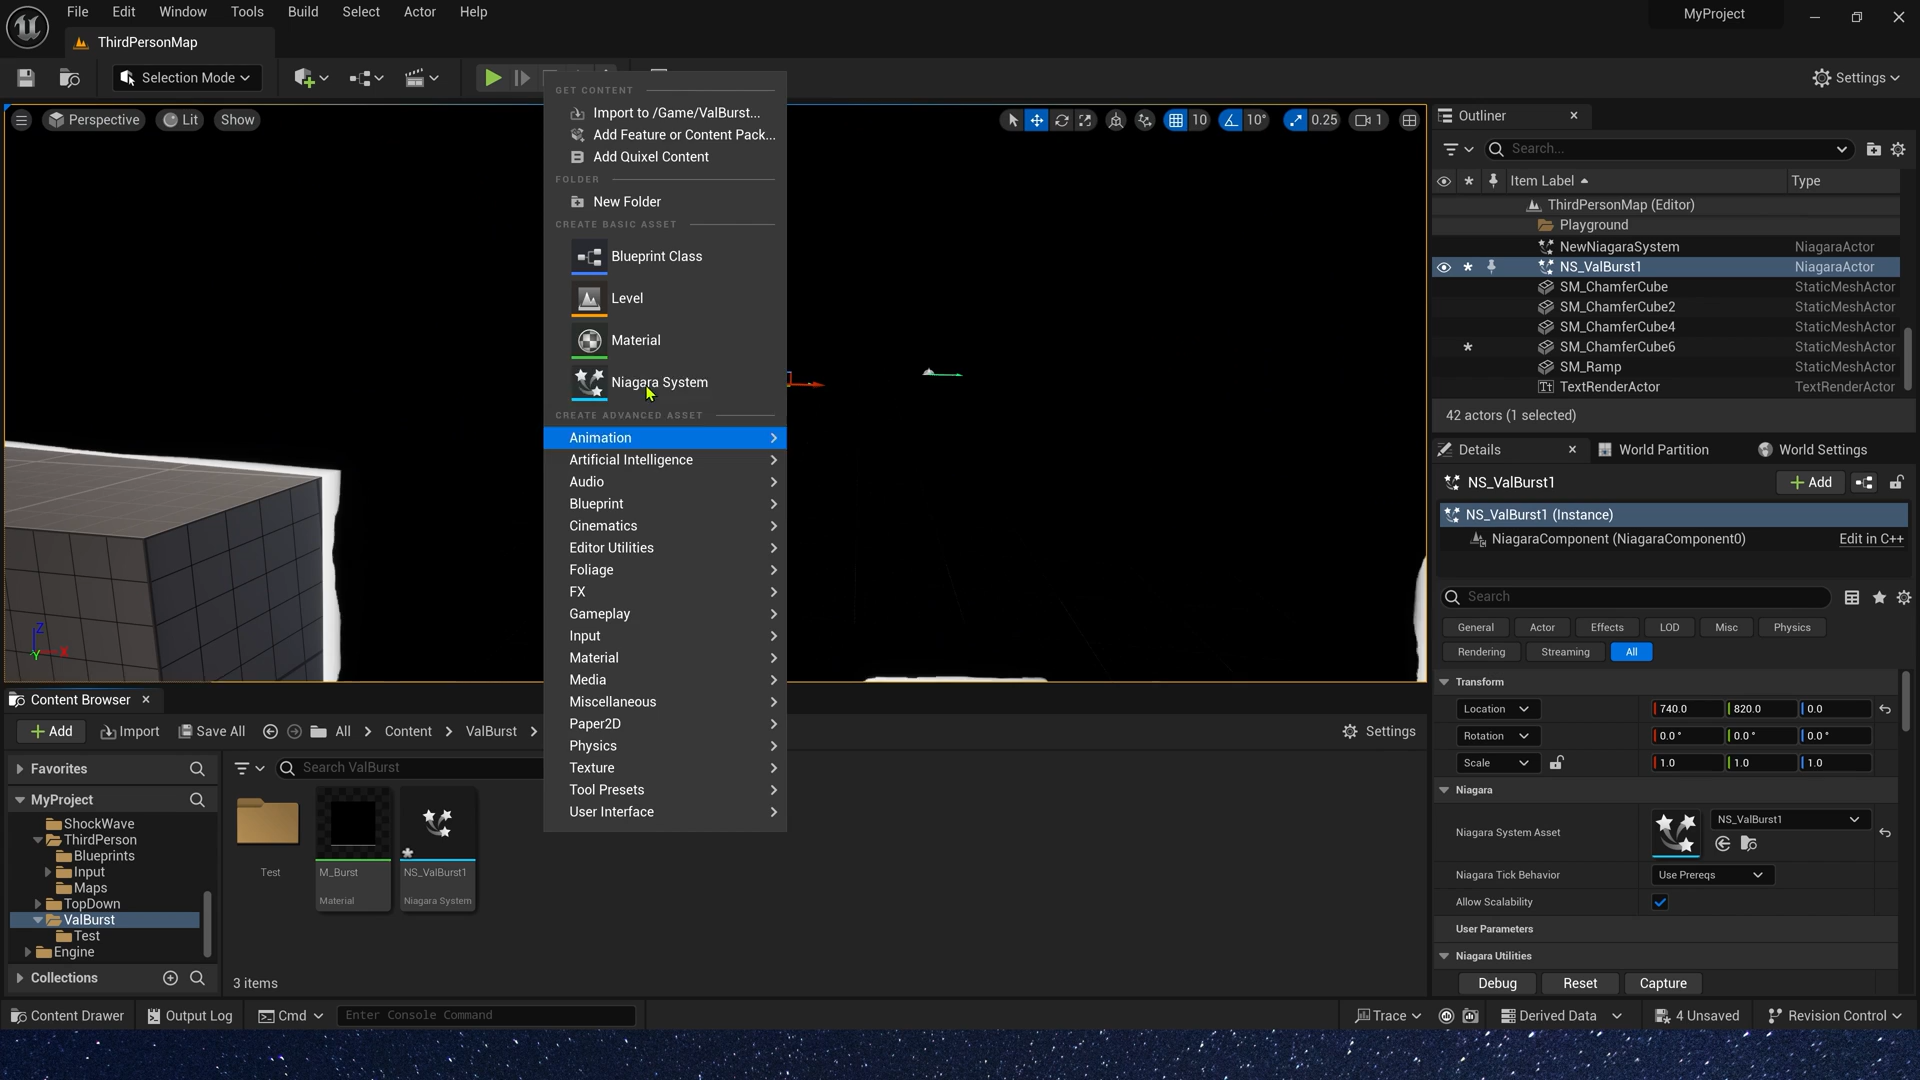 File Edit Window Tools Build Select Actor Help
MyProject
ThirdPersonMap
Selection Mode
Settings
Perspective Lit Show
10 10° 0.25 1
GET CONTENT
Import to /Game/ValBurst...
Add Feature or Content Pack...
Add Quixel Content
FOLDER
New Folder
CREATE BASIC ASSET
Blueprint Class
Level
Material
Niagara System
CREATE ADVANCED ASSET
Animation
Artificial Intelligence
Audio
Blueprint
Cinematics
Editor Utilities
Foliage
FX
Gameplay
Input
Material
Media
Miscellaneous
Paper2D
Physics
Texture
Tool Presets
User Interface
Z
X
Y
Outliner
Search...
Item Label Type
ThirdPersonMap (Editor)
Playground
NewNiagaraSystem NiagaraActor
NS_ValBurst1 NiagaraActor
SM_ChamferCube StaticMeshActor
SM_ChamferCube2 StaticMeshActor
SM_ChamferCube4 StaticMeshActor
SM_ChamferCube6 StaticMeshActor
SM_Ramp StaticMeshActor
Tt TextRenderActor TextRenderActor
42 actors (1 selected)
Details World Partition World Settings
NS_ValBurst1 Add
NS_ValBurst1 (Instance)
NiagaraComponent (NiagaraComponent0) Edit in C++
Search
General Actor Effects LOD Misc Physics
Rendering Streaming All
Transform
Location 740.0 820.0 0.0
Rotation 0.0° 0.0° 0.0°
Scale 1.0 1.0 1.0
Niagara
Niagara System Asset NS_ValBurst1
Niagara Tick Behavior Use Prereqs
Allow Scalability
User Parameters
Niagara Utilities
Debug Reset Capture
Content Browser
Add Import Save All All Content ValBurst
Settings
Favorites
Search ValBurst
MyProject
ShockWave
ThirdPerson
Blueprints
Input
Maps
TopDown
ValBurst
Test
Engine
Collections
Test
M_Burst
Material
NS_ValBurst1
Niagara System
3 items
Content Drawer Output Log Cmd Enter Console Command Trace Derived Data 4 Unsaved Revision Control